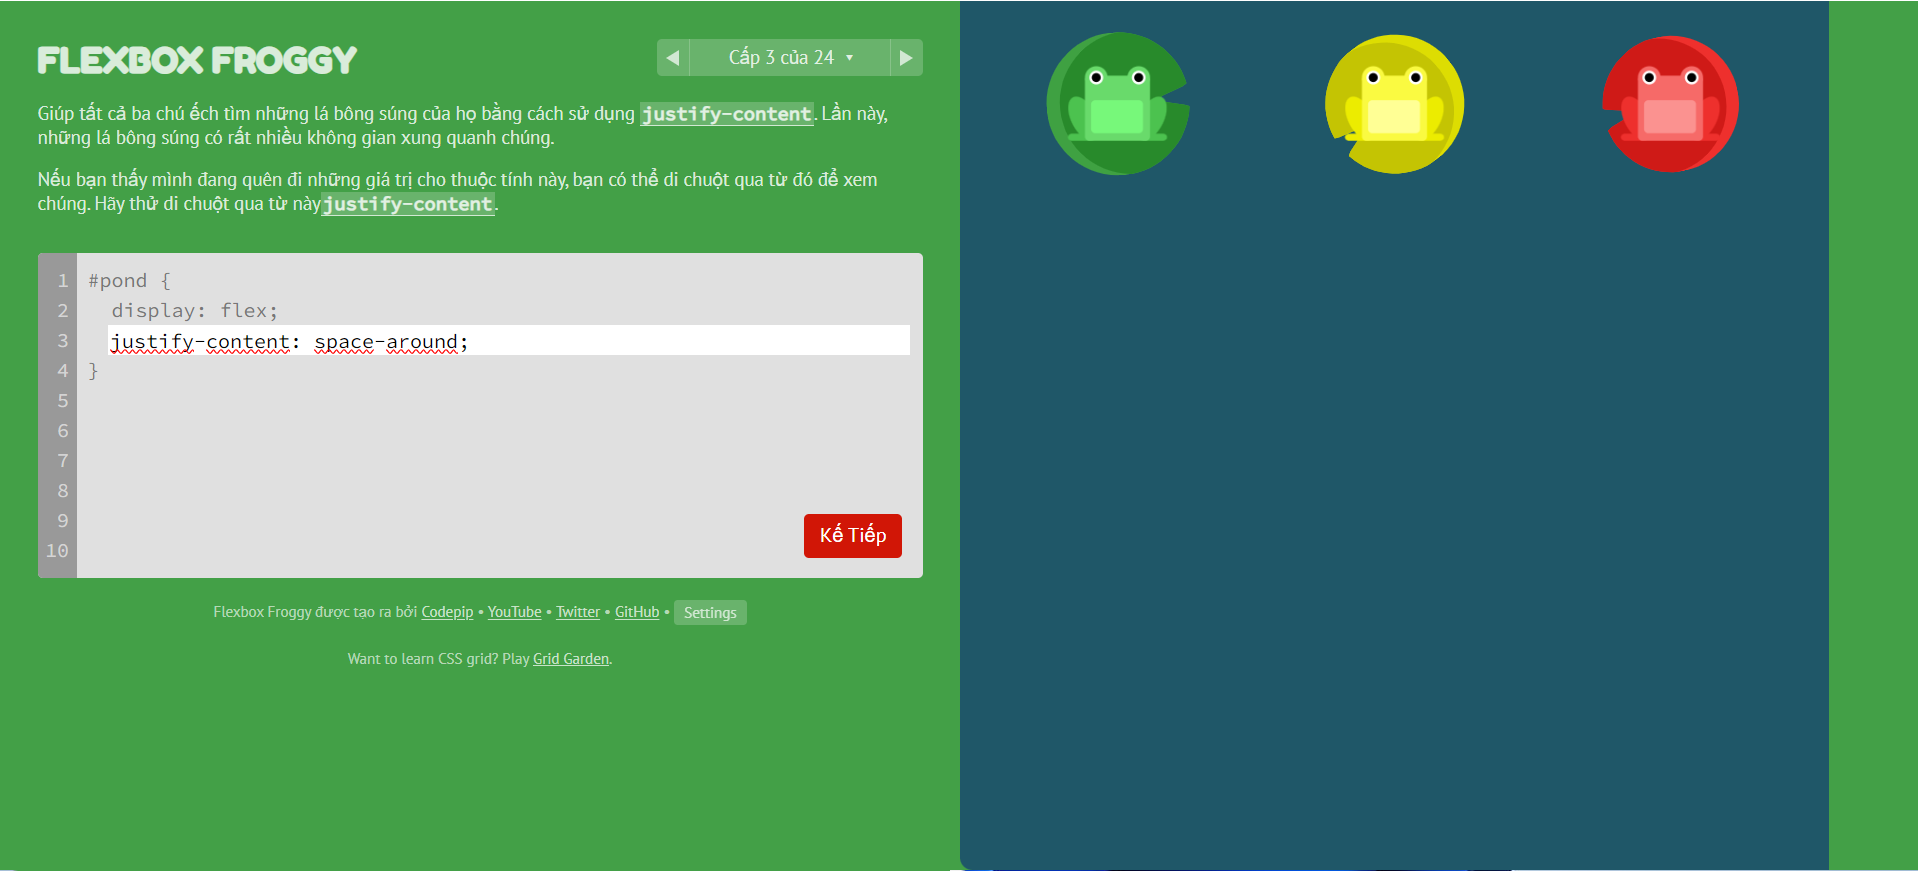 FLEXBOX FROGGY
Cấp 3 của 24
Giúp tất cả ba chú ếch tìm những lá bông súng của họ bằng cách sử dụng justify-content. Lần này,
những lá bông súng có rất nhiều không gian xung quanh chúng.
Nếu bạn thấy mình đang quên đi những giá trị cho thuộc tính này, bạn có thể di chuột qua từ đó để xem
chúng. Hãy thử di chuột qua từ này justify-content.
1 #pond {
2 display: flex;
3 justify-content: space-around;
4 }
5
6
7
8
9
10
Kế Tiếp
Flexbox Froggy được tạo ra bởi Codepip • YouTube • Twitter • GitHub • Settings
Want to learn CSS grid? Play Grid Garden.